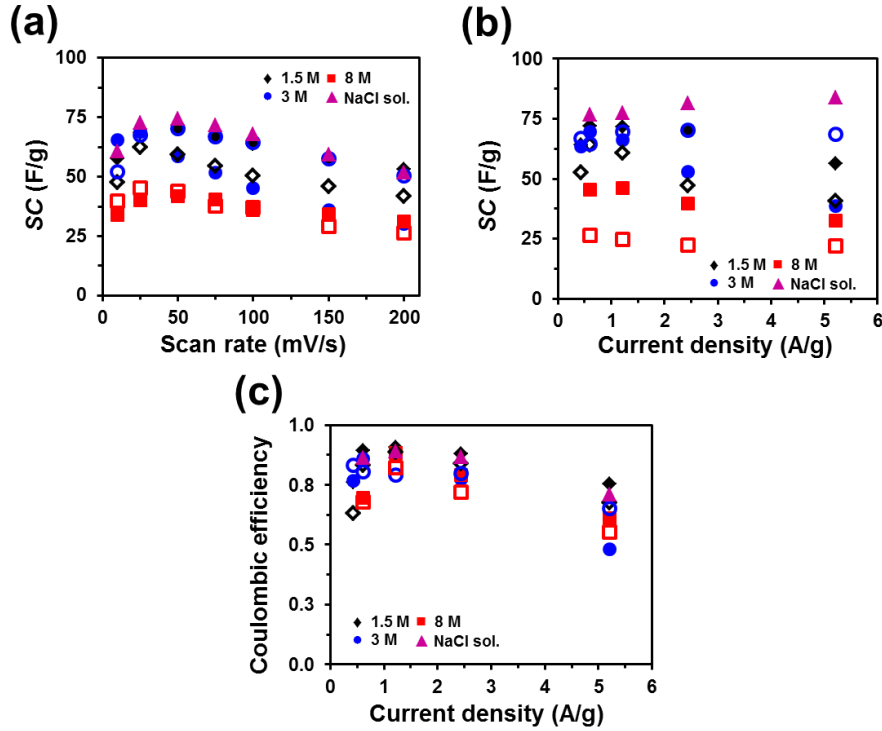 (a)
100
75
50
25
0
SC (F/g)
1.5 M
8 M
3 M
NaCl sol.
0 50 100 150 200
Scan rate (mV/s)
(b)
100
75
50
25
0
SC (F/g)
1.5 M
8 M
3 M
NaCl sol.
0 1 2 3 4 5 6
Current density (A/g)
(c)
1.0
0.8
0.5
0.3
0.0
Coulombic efficiency
1.5 M
8 M
3 M
NaCl sol.
0 1 2 3 4 5 6
Current density (A/g)